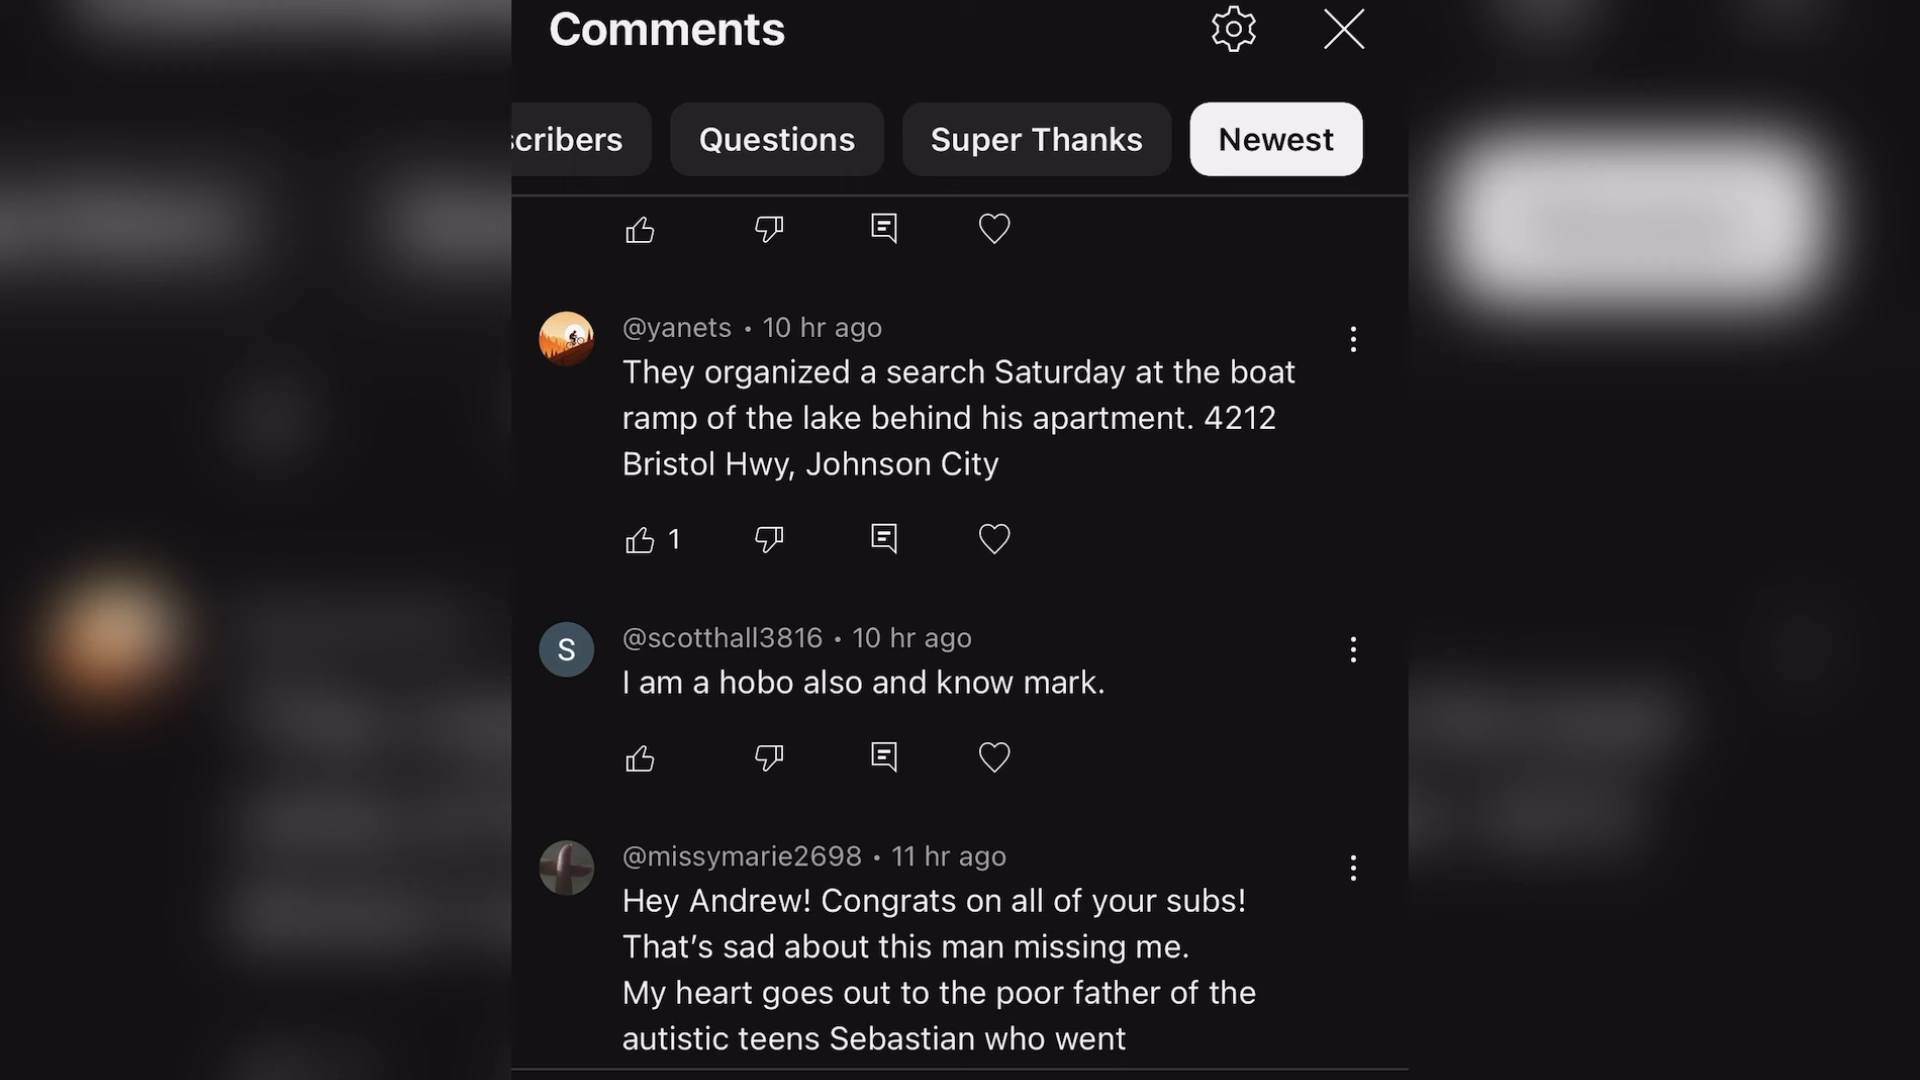 Comments
scribers Questions Super Thanks Newest
@yanets • 10 hr ago
They organized a search Saturday at the boat
ramp of the lake behind his apartment. 4212
Bristol Hwy, Johnson City
1
S
@scotthall3816 • 10 hr ago
I am a hobo also and know mark.
@missymarie2698 • 11 hr ago
Hey Andrew! Congrats on all of your subs!
That’s sad about this man missing me.
My heart goes out to the poor father of the
autistic teens Sebastian who went